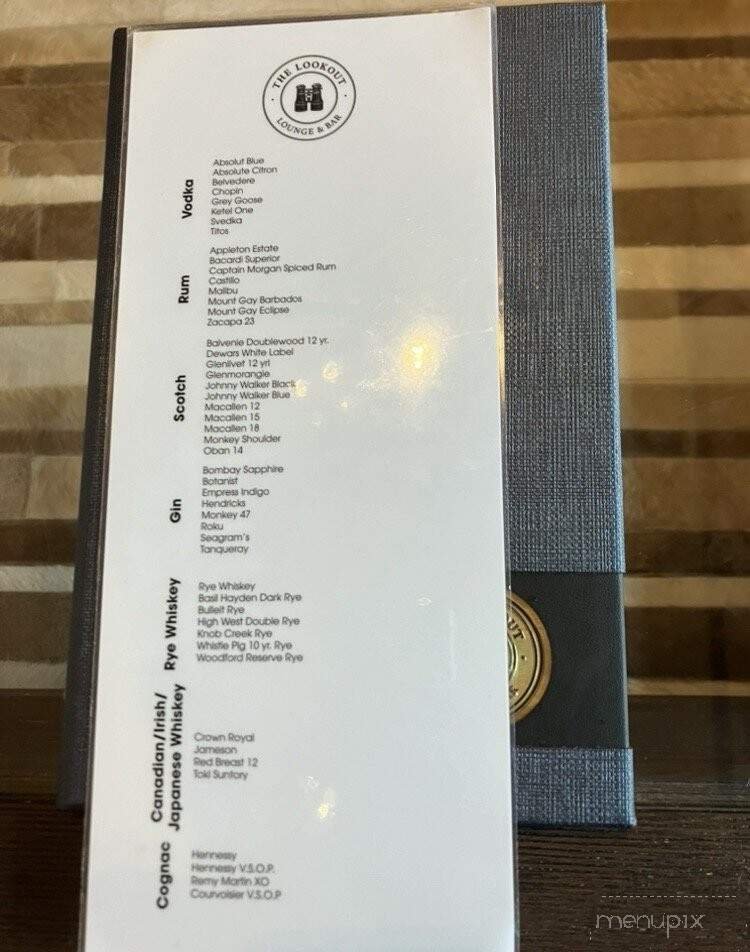 THE LOOKOUT
LOUNGE & BAR
Vodka
Absolut Blue
Absolute Citron
Belvedere
Chopin
Grey Goose
Ketel One
Svedka
Titos
Rum
Appleton Estate
Bacardi Superior
Captain Morgan Spiced Rum
Castillo
Malibu
Mount Gay Barbados
Mount Gay Eclipse
Zacapa 23
Scotch
Balvenie Doublewood 12 yr.
Dewars White Label
Glenlivet 12 yrl
Glenmorangie
Johnny Walker Black
Johnny Walker Blue
Macallen 12
Macallen 15
Macallen 18
Monkey Shoulder
Oban 14
Gin
Bombay Sapphire
Botanist
Empress Indigo
Hendricks
Monkey 47
Roku
Seagram's
Tanqueray
Rye Whiskey
Rye Whiskey
Basil Hayden Dark Rye
Bulleit Rye
High West Double Rye
Knob Creek Rye
Whistle Pig 10 yr. Rye
Woodford Reserve Rye
Canadian/Irish/
Japanese Whiskey
Crown Royal
Jameson
Red Breast 12
Toki Suntory
Cognac
Hennessy
Hennessy V.S.O.P.
Remy Martin XO
Courvoisier V.S.O.P
menupix